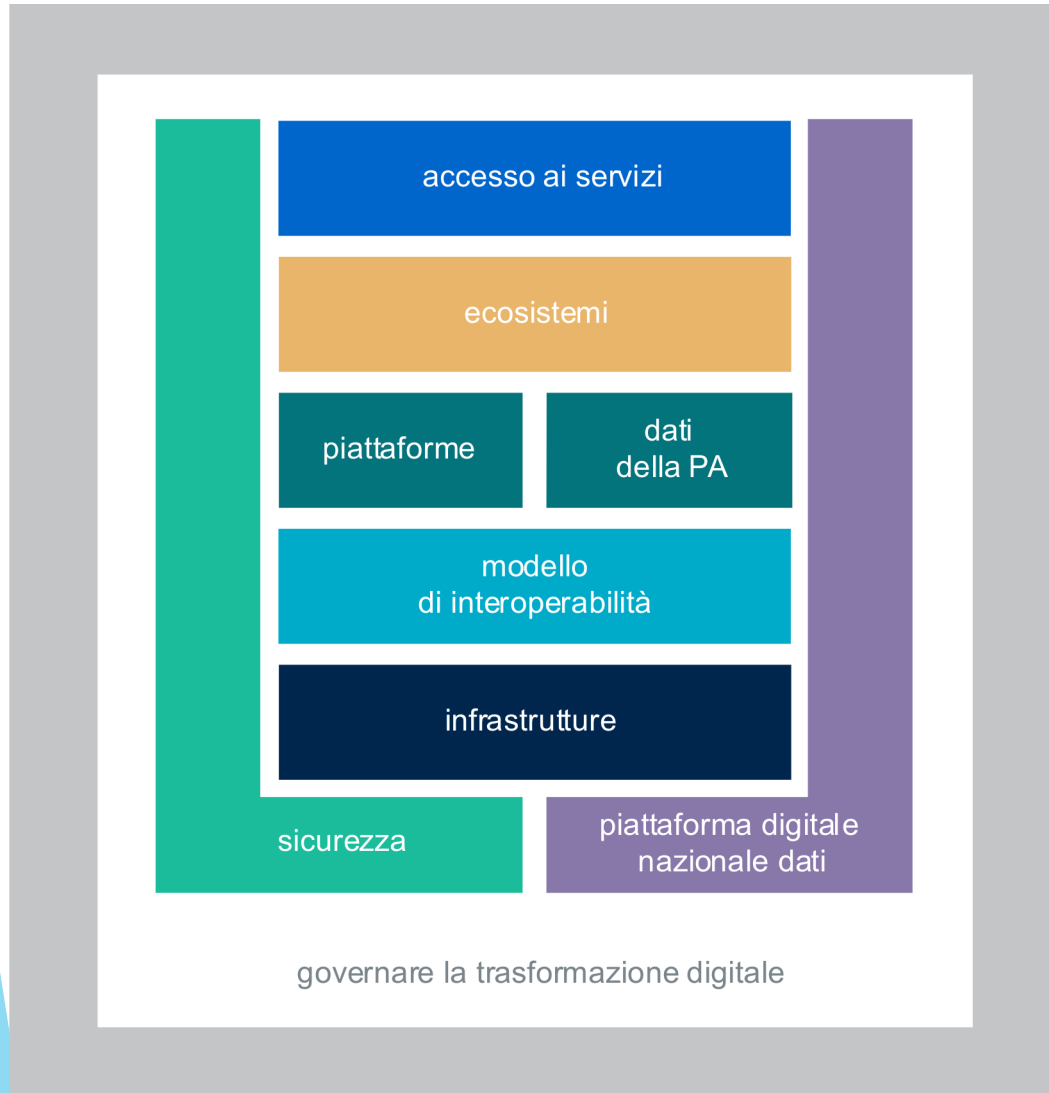 accesso ai servizi
ecosistemi
piattaforme
dati
della PA
modello
di interoperabilità
infrastrutture
sicurezza
piattaforma digitale
nazionale dati
governare la trasformazione digitale